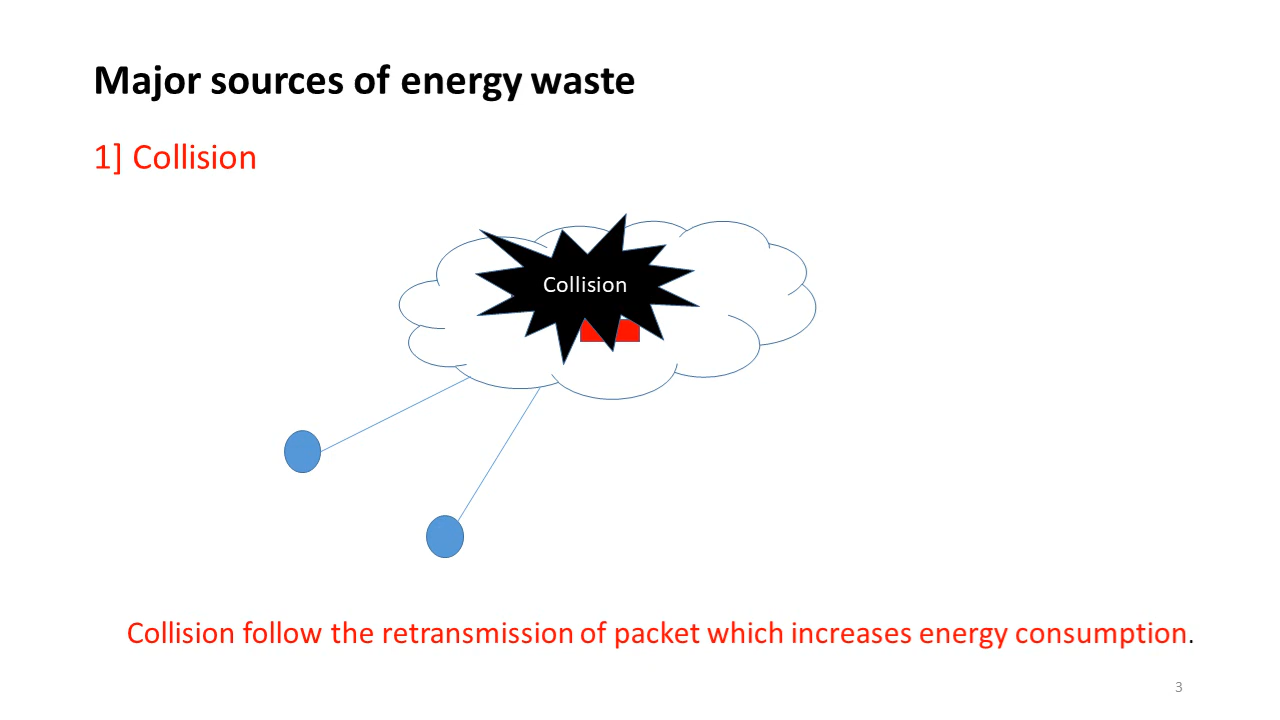 Major sources of energy waste
1] Collision
Collision
Collision follow the retransmission of packet which increases energy consumption.
3